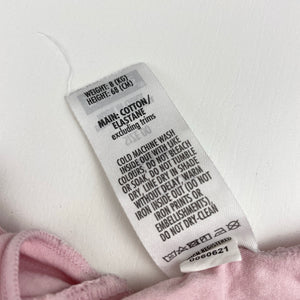 WEIGHT: 8 (KG)
HEIGHT: 68 (CM)
MAIN: COTTON/
ELASTANE
excluding trims
COLD MACHINE WASH
INSIDE OUT WITH LIKE
COLOURS. DO NOT BLEACH
OR SOAK. DO NOT TUMBLE
DRY. LINE DRY IN SHADE
WITHOUT DELAY. WARM
IRON INSIDE OUT. DO NOT
IRON PRINTS OR
EMBELLISHMENTS.
DO NOT DRY-CLEAN
0060621